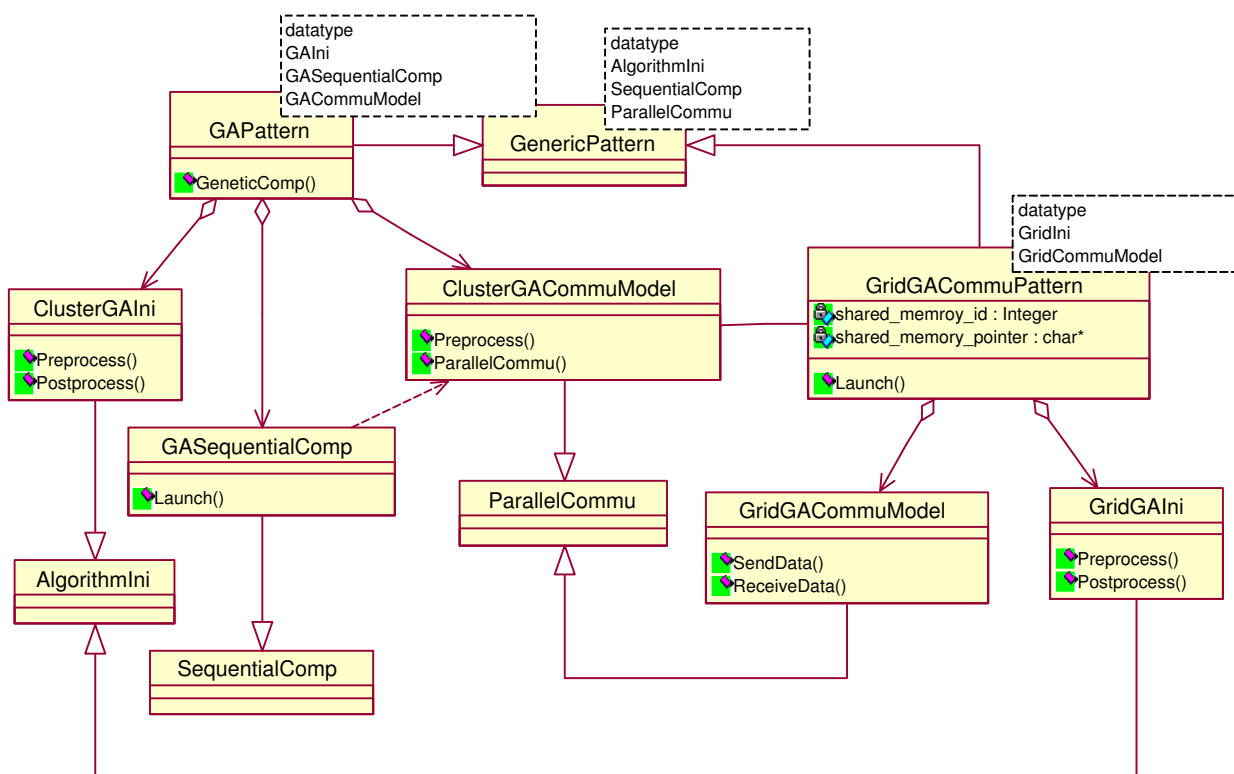 datatype
GAIni
GASequentialComp
GACommuModel
datatype
AlgorithmIni
SequentialComp
ParallelCommu
GAPattern
GeneticComp()
GenericPattern
datatype
GridIni
GridCommuModel
ClusterGAIni
Preprocess()
Postprocess()
ClusterGACommuModel
Preprocess()
ParallelCommu()
GridGACommuPattern
shared_memroy_id : Integer
shared_memory_pointer : char*
Launch()
GASequentialComp
Launch()
ParallelCommu
GridGACommuModel
SendData()
ReceiveData()
GridGAIni
Preprocess()
Postprocess()
AlgorithmIni
SequentialComp